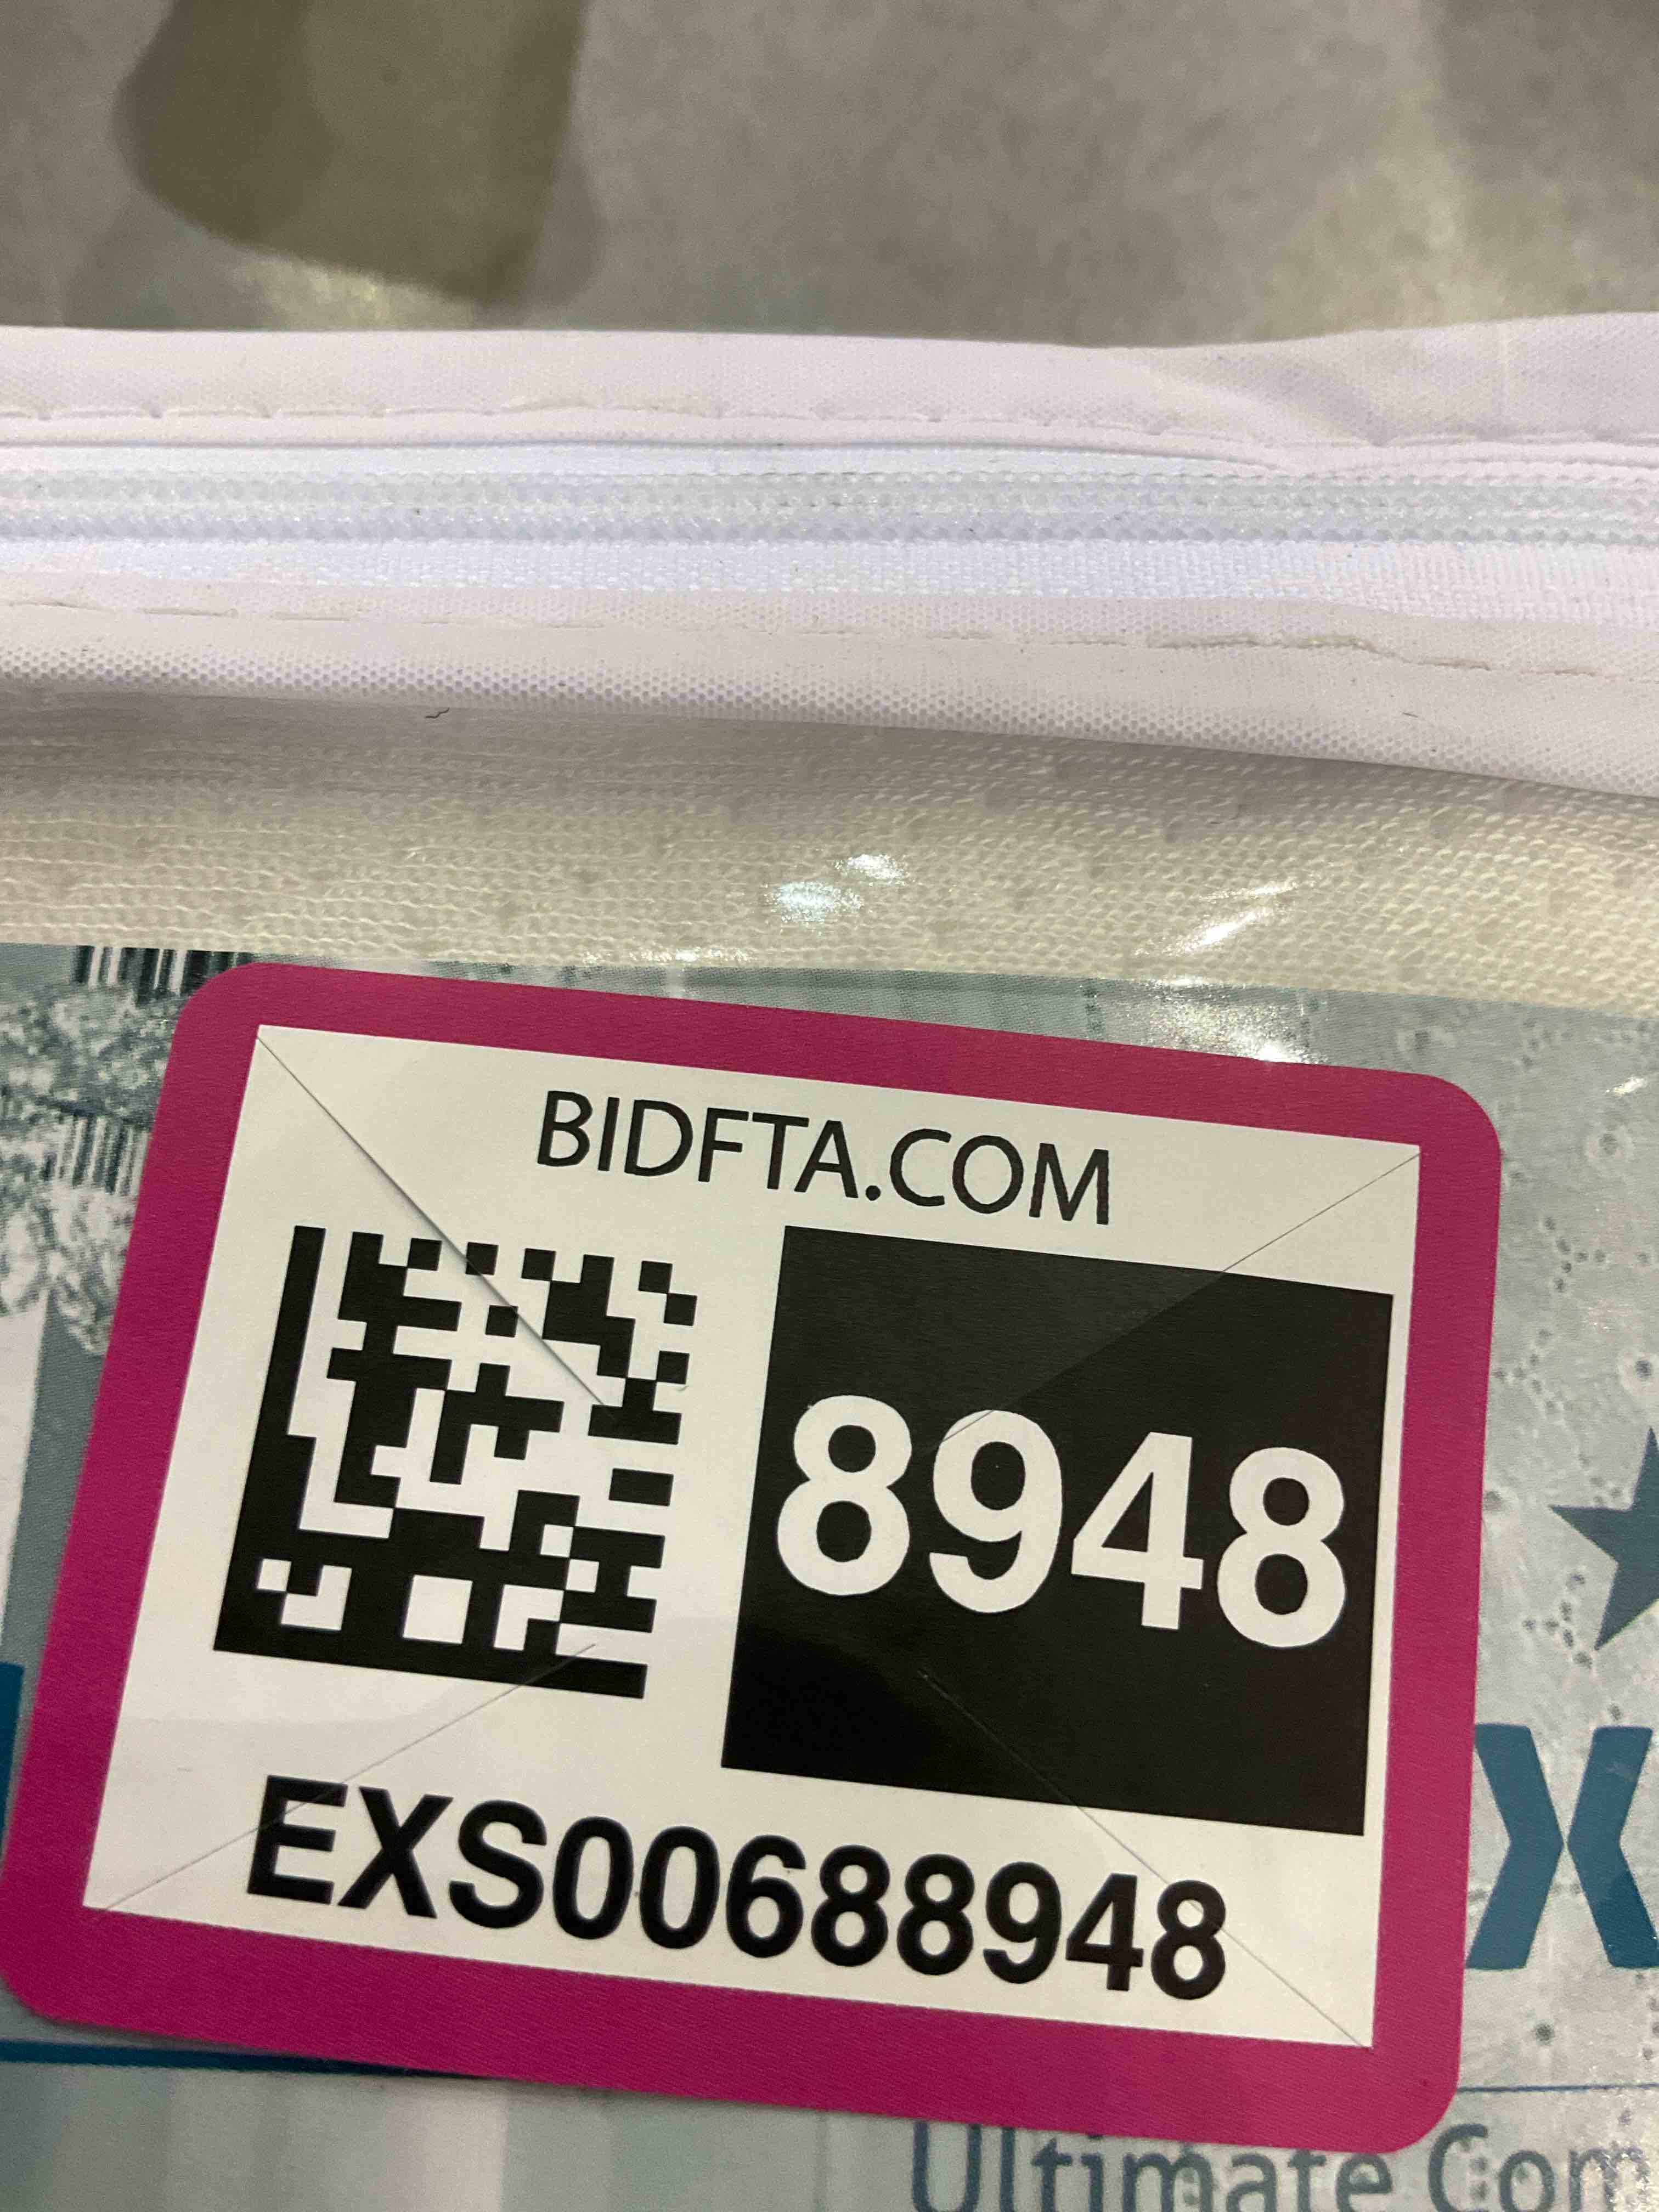 BIDFTA.COM
8948
EXS00688948
X
Ultimate Com